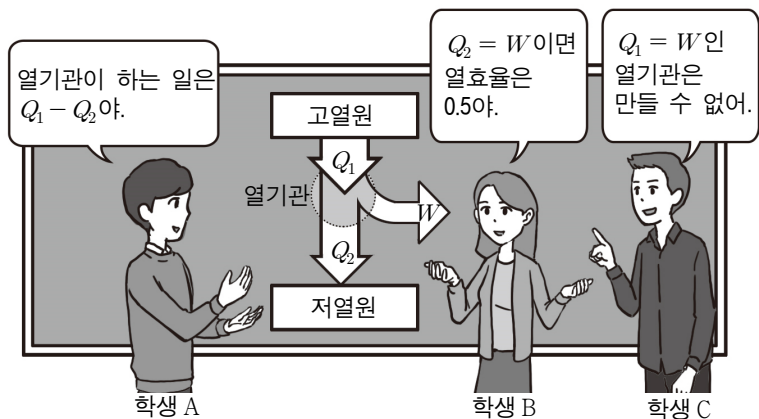 열기관이 하는 일은
Q₁ − Q₂야.
Q₂ = W이면
열효율은
0.5야.
Q₁ = W인
열기관은
만들 수 없어.
고열원
Q₁
열기관
W
Q₂
저열원
학생 A
학생 B
학생 C